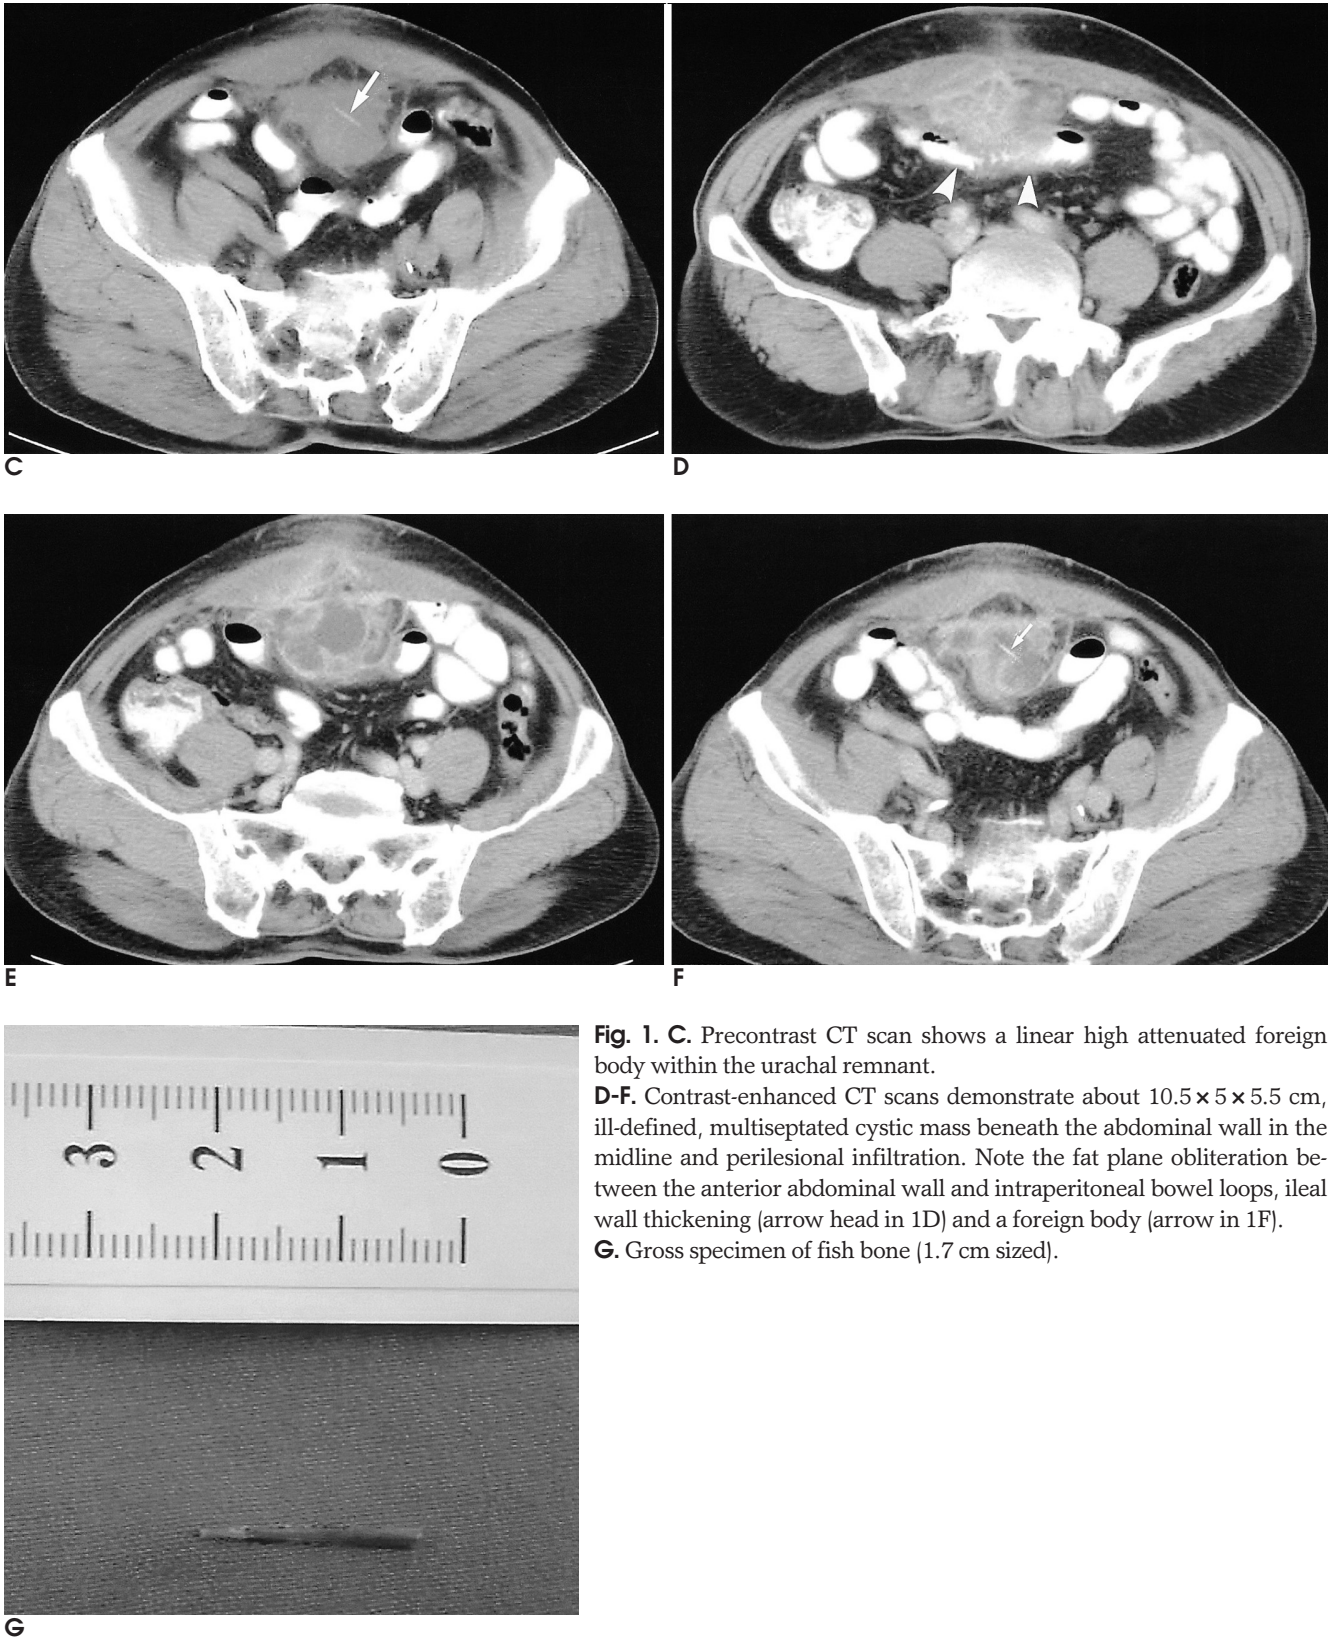 C
D
E
F
3 2 1 0
G
Fig. 1. C. Precontrast CT scan shows a linear high attenuated foreign
body within the urachal remnant.
D-F. Contrast-enhanced CT scans demonstrate about 10.5×5×5.5 cm,
ill-defined, multiseptated cystic mass beneath the abdominal wall in the
midline and perilesional infiltration. Note the fat plane obliteration be-
tween the anterior abdominal wall and intraperitoneal bowel loops, ileal
wall thickening (arrow head in 1D) and a foreign body (arrow in 1F).
G. Gross specimen of fish bone (1.7 cm sized).